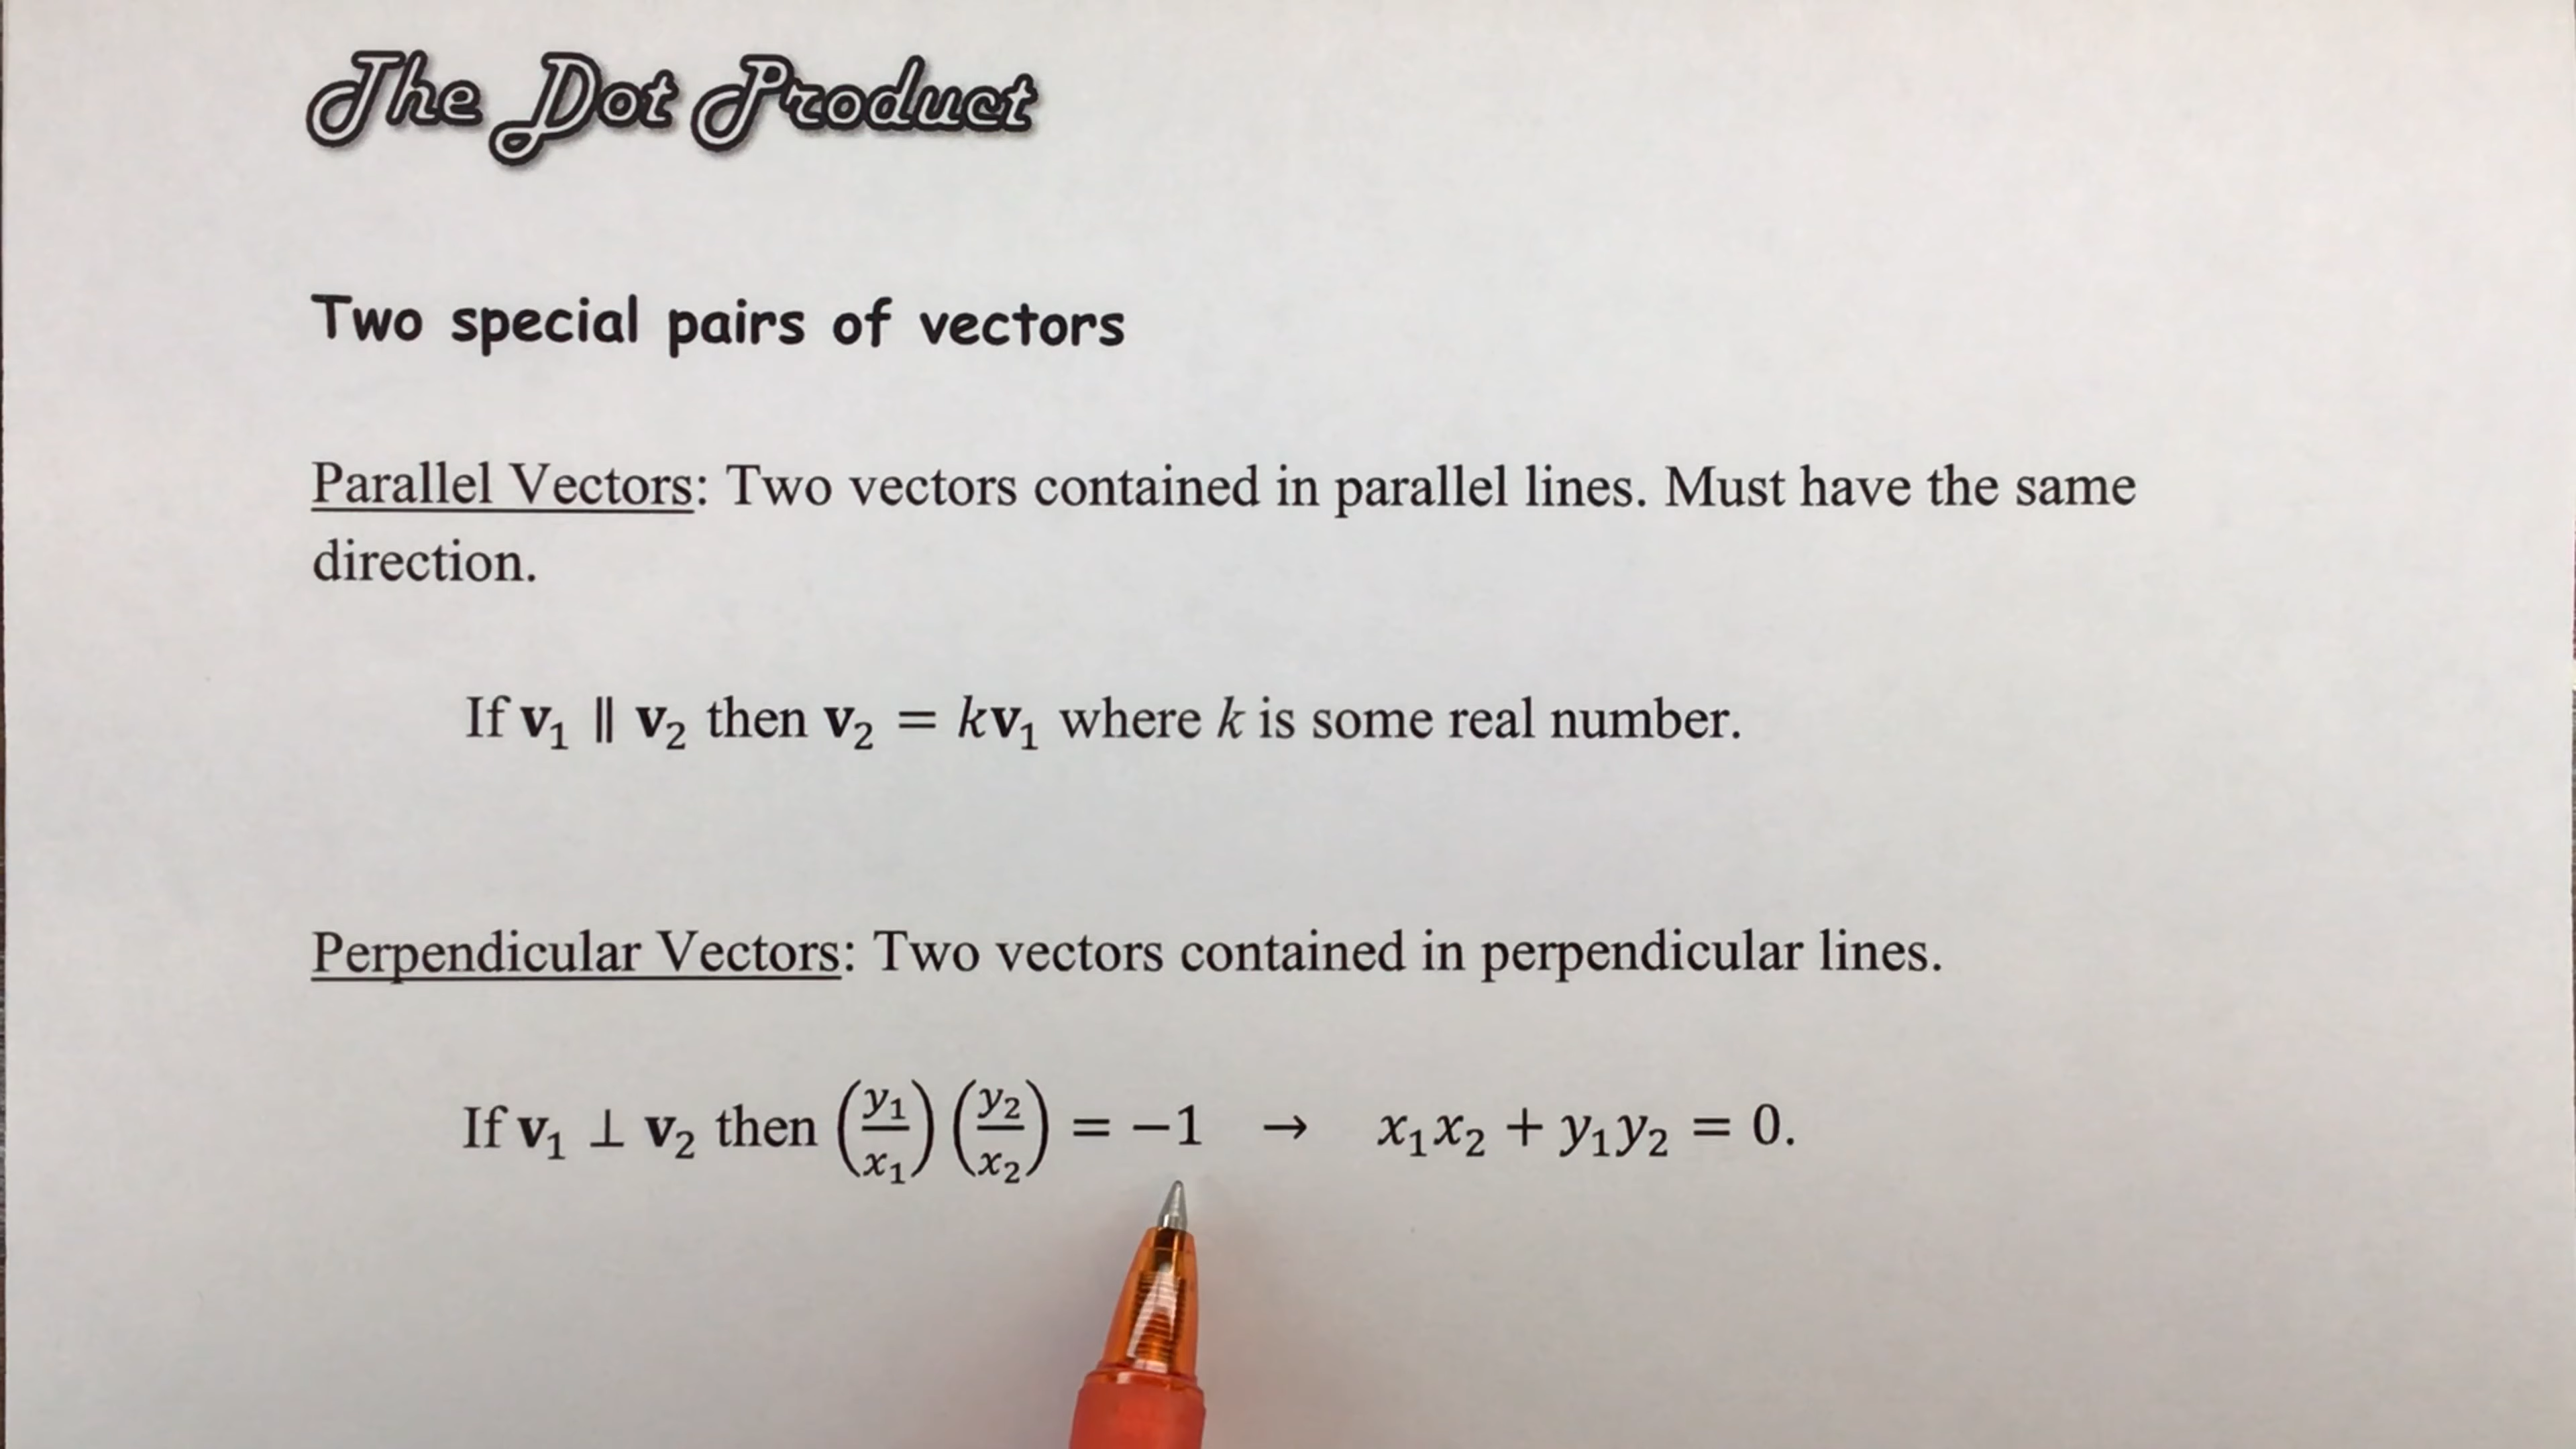 The Dot Product
Two special pairs of vectors
Parallel Vectors: Two vectors contained in parallel lines. Must have the same
direction.
If v₁ ∥ v₂ then v₂ = kv₁ where k is some real number.
Perpendicular Vectors: Two vectors contained in perpendicular lines.
If v₁ ⊥ v₂ then (y₁/x₁)(y₂/x₂) = −1 → x₁x₂ + y₁y₂ = 0.